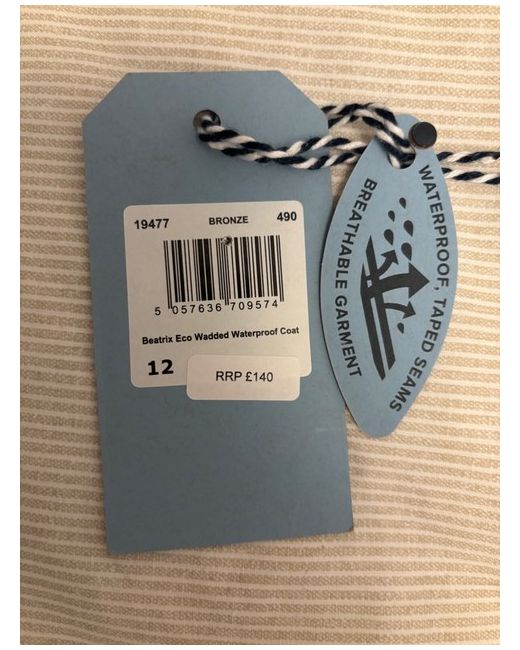 19477 BRONZE 490
5 057636 709574
Beatrix Eco Wadded Waterproof Coat
12
RRP £140
WATERPROOF, TAPED SEAMS
BREATHABLE GARMENT